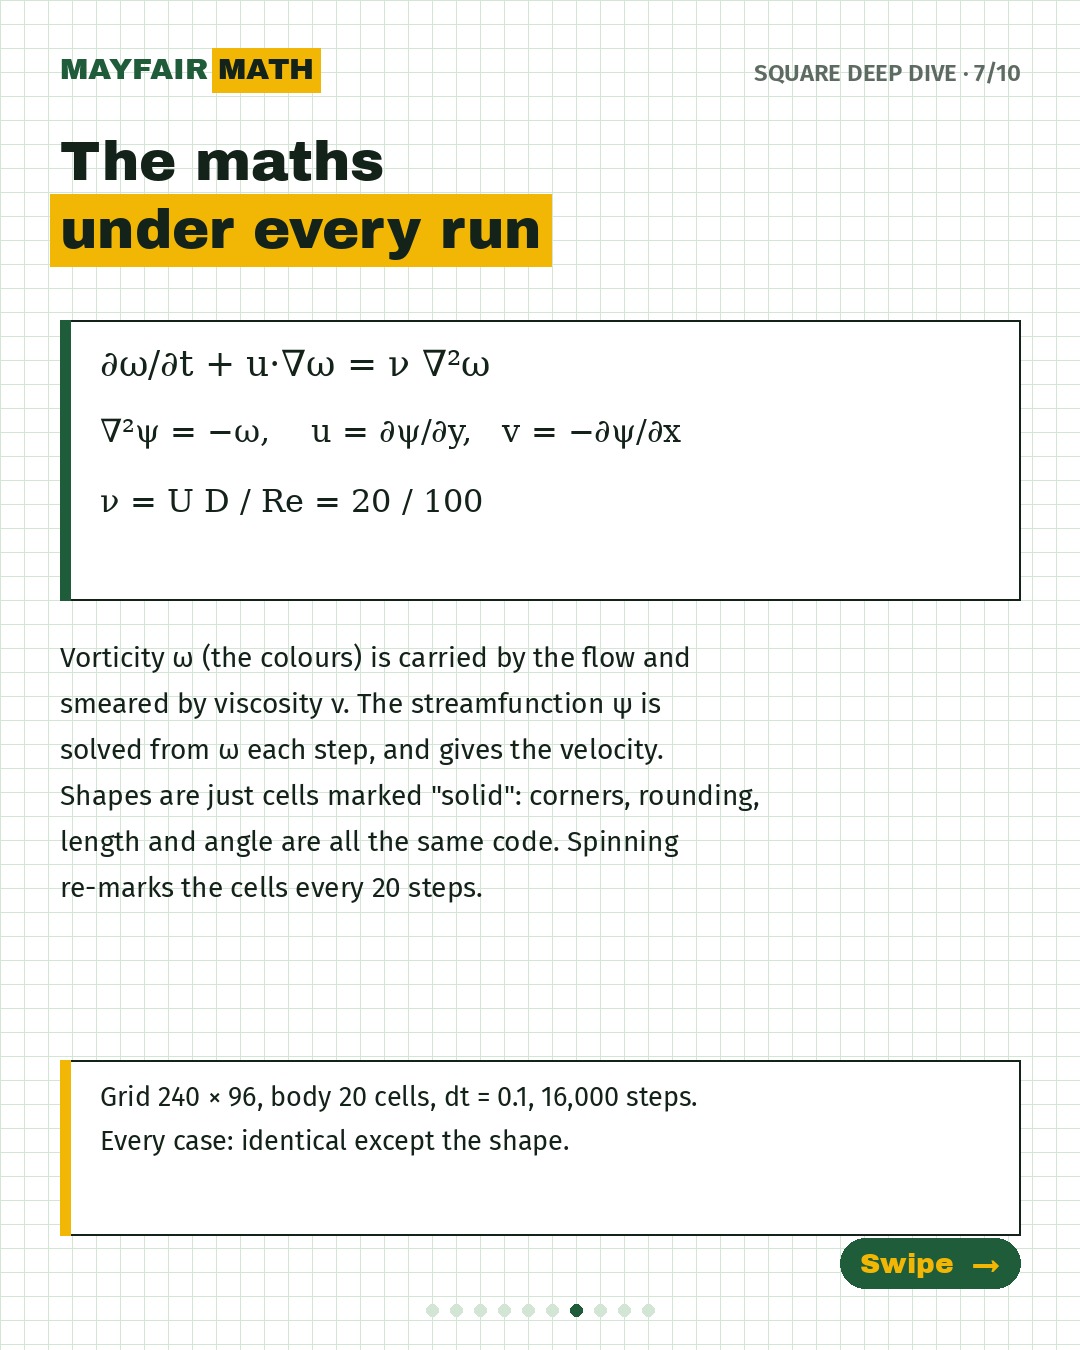 MAYFAIR MATH
SQUARE DEEP DIVE · 7/10
The maths
under every run
∂ω/∂t + u·∇ω = ν ∇²ω
∇²ψ = −ω, u = ∂ψ/∂y, v = −∂ψ/∂x
ν = U D / Re = 20 / 100
Vorticity ω (the colours) is carried by the flow and
smeared by viscosity ν. The streamfunction ψ is
solved from ω each step, and gives the velocity.
Shapes are just cells marked "solid": corners, rounding,
length and angle are all the same code. Spinning
re-marks the cells every 20 steps.
Grid 240 × 96, body 20 cells, dt = 0.1, 16,000 steps.
Every case: identical except the shape.
Swipe →